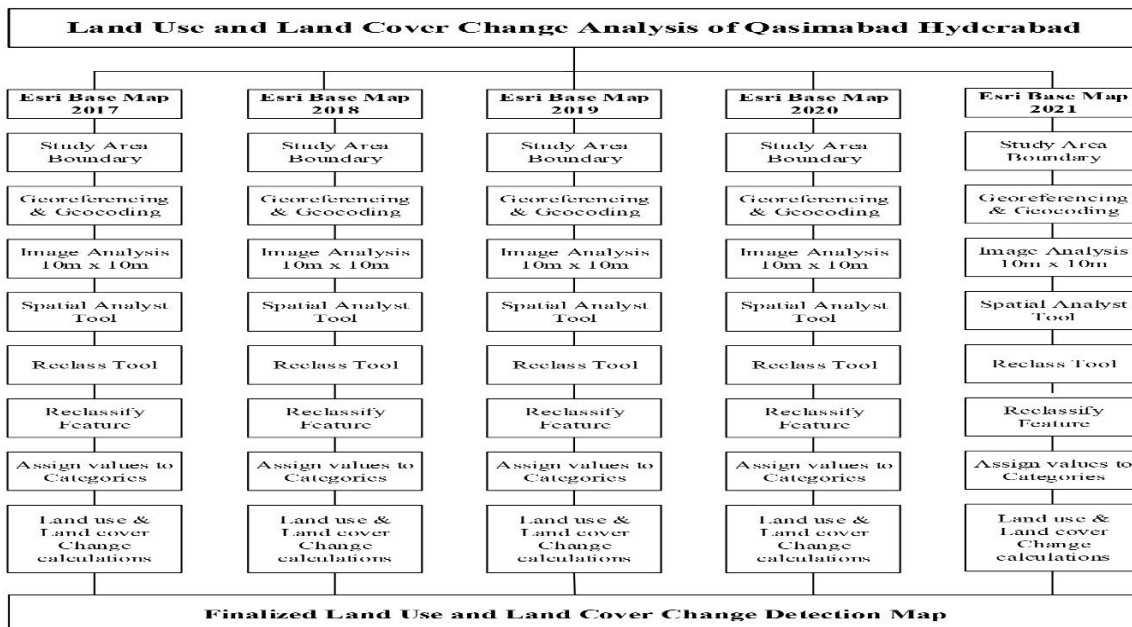 Land Use and Land Cover Change Analysis of Qasimabad Hyderabad
Esri Base Map
2017
Study Area
Boundary
Georeferencing
& Geocoding
Image Analysis
10m x 10m
Spatial Analyst
Tool
Reclass Tool
Reclassify
Feature
Assign values to
Categories
Land use &
Land cover
Change
calculations
Esri Base Map
2018
Study Area
Boundary
Georeferencing
& Geocoding
Image Analysis
10m x 10m
Spatial Analyst
Tool
Reclass Tool
Reclassify
Feature
Assign values to
Categories
Land use &
Land cover
Change
calculations
Esri Base Map
2019
Study Area
Boundary
Georeferencing
& Geocoding
Image Analysis
10m x 10m
Spatial Analyst
Tool
Reclass Tool
Reclassify
Feature
Assign values to
Categories
Land use &
Land cover
Change
calculations
Esri Base Map
2020
Study Area
Boundary
Georeferencing
& Geocoding
Image Analysis
10m x 10m
Spatial Analyst
Tool
Reclass Tool
Reclassify
Feature
Assign values to
Categories
Land use &
Land cover
Change
calculations
Esri Base Map
2021
Study Area
Boundary
Georeferencing
& Geocoding
Image Analysis
10m x 10m
Spatial Analyst
Tool
Reclass Tool
Reclassify
Feature
Assign values to
Categories
Land use &
Land cover
Change
calculations
Finalized Land Use and Land Cover Change Detection Map